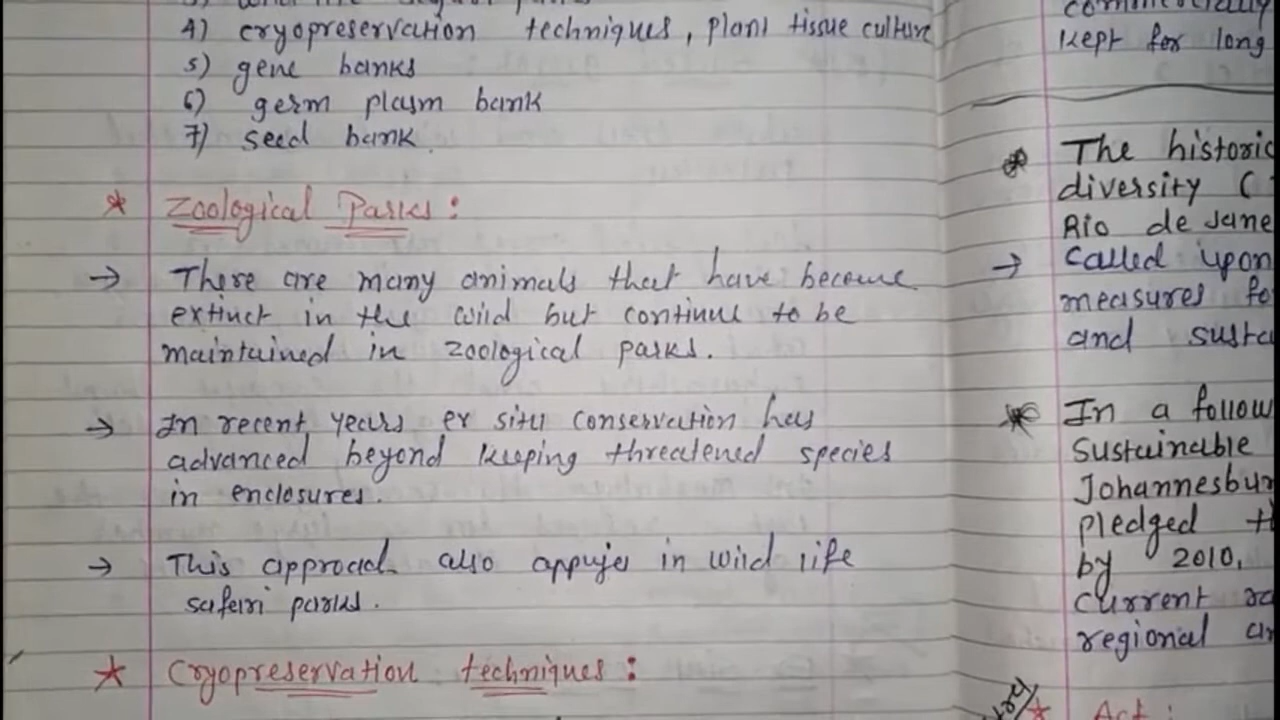 4) cryopreservation techniques, plant tissue culture
5) gene banks
6) germ plasm bank
7) seed bank.
* Zoological Parks :
→ There are many animals that have become
extinct in the wild but continue to be
maintained in zoological parks.
→ In recent years ex situ conservation has
advanced beyond keeping threatened species
in enclosures.
→ This approach also applies in wild life
safari parks.
* Cryopreservation techniques :
kept for long
* The historic
diversity (
Rio de Jane
→ Called upon
measures fo
and susta
* In a follow
Sustainable
Johannesbur
pledged t
by 2010,
current ra
regional a
* Act :